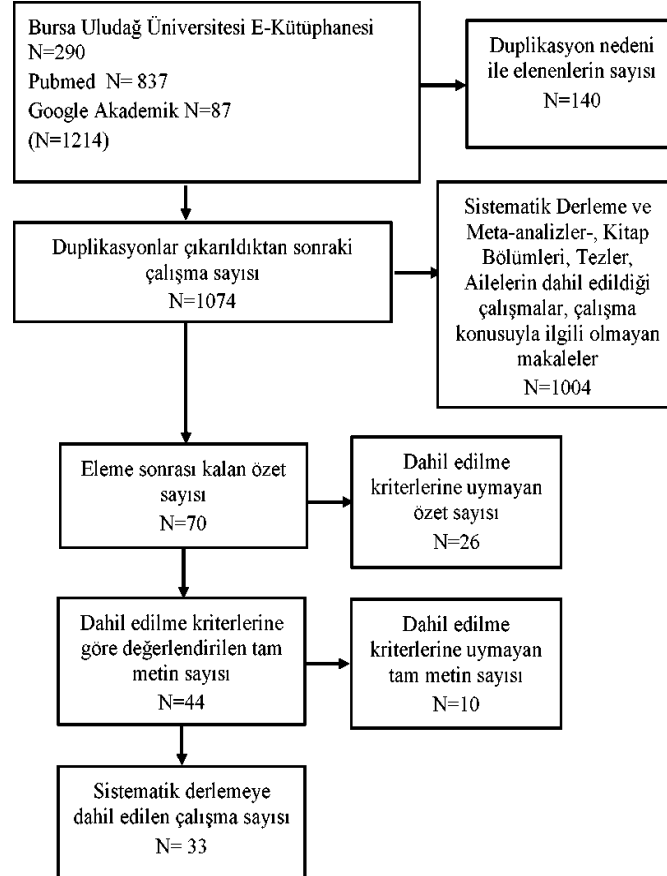 Bursa Uludağ Üniversitesi E-Kütüphanesi
N=290
Pubmed N= 837
Google Akademik N=87
(N=1214)
Duplikasyon nedeni
ile elenenlerin sayısı
N=140
Duplikasyonlar çıkarıldıktan sonraki
çalışma sayısı
N=1074
Sistematik Derleme ve
Meta-analizler-, Kitap
Bölümleri, Tezler,
Ailelerin dahil edildiği
çalışmalar, çalışma
konusuyla ilgili olmayan
makaleler
N=1004
Eleme sonrası kalan özet
sayısı
N=70
Dahil edilme
kriterlerine uymayan
özet sayısı
N=26
Dahil edilme kriterlerine
göre değerlendirilen tam
metin sayısı
N=44
Dahil edilme
kriterlerine uymayan
tam metin sayısı
N=10
Sistematik derlemeye
dahil edilen çalışma sayısı
N= 33